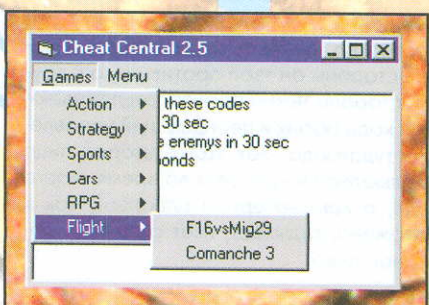 Cheat Central 2.5
Games Menu
Action
Strategy
Sports
Cars
RPG
Flight
these codes
30 sec
enemys in 30 sec
F16vsMig29
Comanche 3